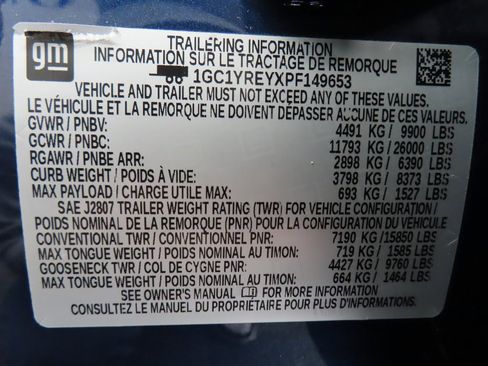 gm
TRAILERING INFORMATION
INFORMATION SUR LE TRACTAGE DE REMORQUE
1GC1YREYXPF149653
VEHICLE AND TRAILER MUST NOT EXCEED ANY OF THESE VALUES
LE VÉHICULE ET LA REMORQUE NE DOIVENT DÉPASSER AUCUNE DE CES VALEURS.
GVWR / PNBV: 4491 KG / 9900 LBS
GCWR / PNBC: 11793 KG / 26000 LBS
RGAWR / PNBE ARR: 2898 KG / 6390 LBS
CURB WEIGHT / POIDS À VIDE: 3798 KG / 8373 LBS
MAX PAYLOAD / CHARGE UTILE MAX: 693 KG / 1527 LBS
SAE J2807 TRAILER WEIGHT RATING (TWR) FOR VEHICLE CONFIGURATION /
POIDS NOMINAL DE LA REMORQUE (PNR) POUR LA CONFIGURATION DU VÉHICULE
CONVENTIONAL TWR / CONVENTIONNEL PNR: 7190 KG /15850 LBS
MAX TONGUE WEIGHT / POIDS MAXIMAL AU TIMON: 719 KG / 1585 LBS
GOOSENECK TWR / COL DE CYGNE PNR: 4427 KG / 9760 LBS
MAX TONGUE WEIGHT / POIDS MAXIMAL AU TIMON: 664 KG / 1464 LBS
SEE OWNER'S MANUAL FOR MORE INFORMATION
CONSULTEZ LE MANUEL DU PROPRIÉTAIRE POUR PLUS D'INFORMATIONS.